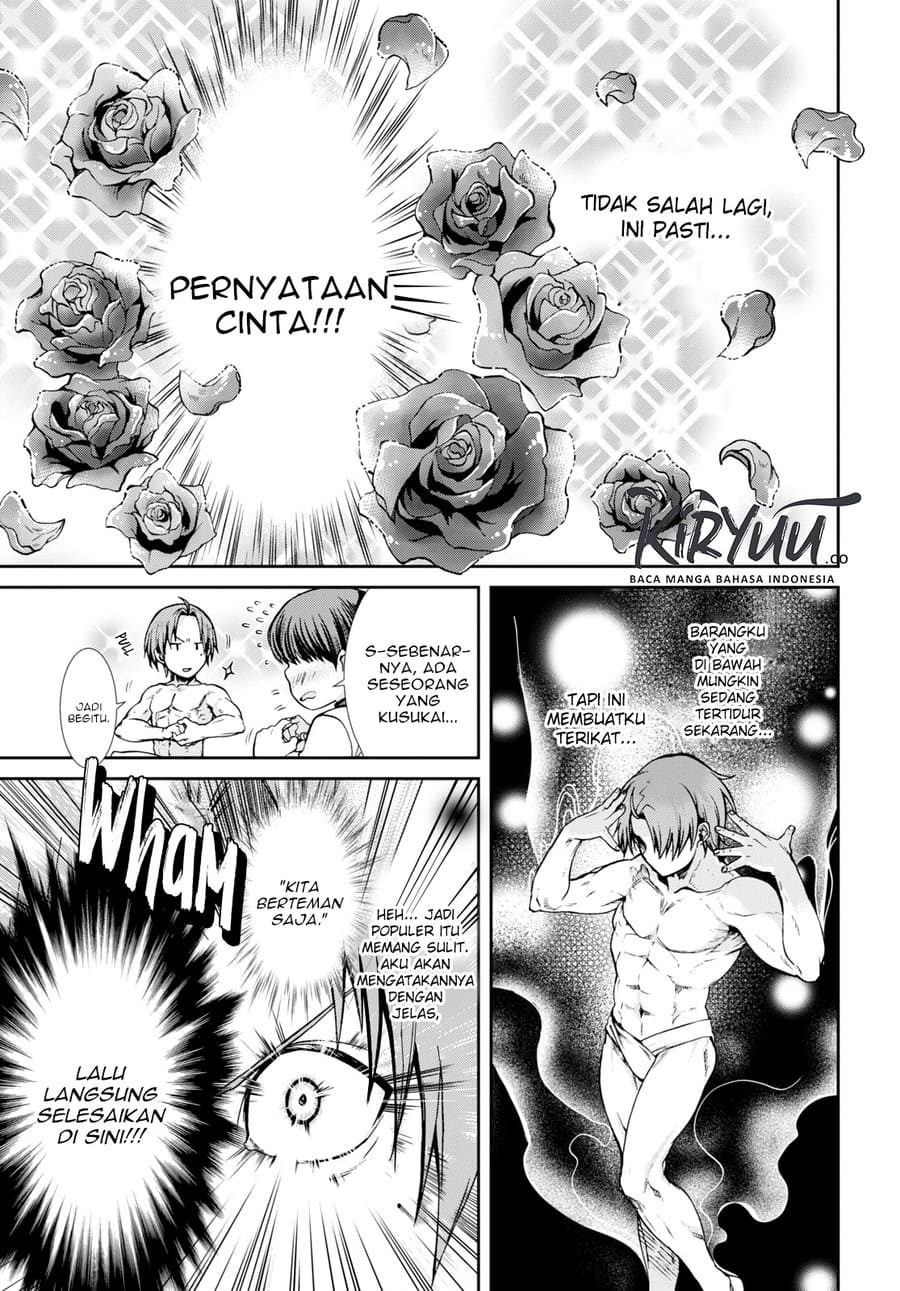 TIDAK SALAH LAGI,
INI PASTI...
PERNYATAAN
CINTA!!!
KIRYUU.CO
BACA MANGA BAHASA INDONESIA
BARANGKU
YANG
DI BAWAH
MUNGKIN
SEDANG
TERTIDUR
SEKARANG...
TAPI INI
MEMBUATKU
TERIKAT...
S-SEBENAR-
NYA, ADA
SESEORANG
YANG
KUSUKAI...
PULL
JADI
BEGITU.
HEH... JADI
POPULER ITU
MEMANG SULIT.
AKU AKAN
MENGATAKANNYA
DENGAN
JELAS,
"KITA
BERTEMAN
SAJA."
WHAM
LALU
LANGSUNG
SELESAIKAN
DI SINI!!!